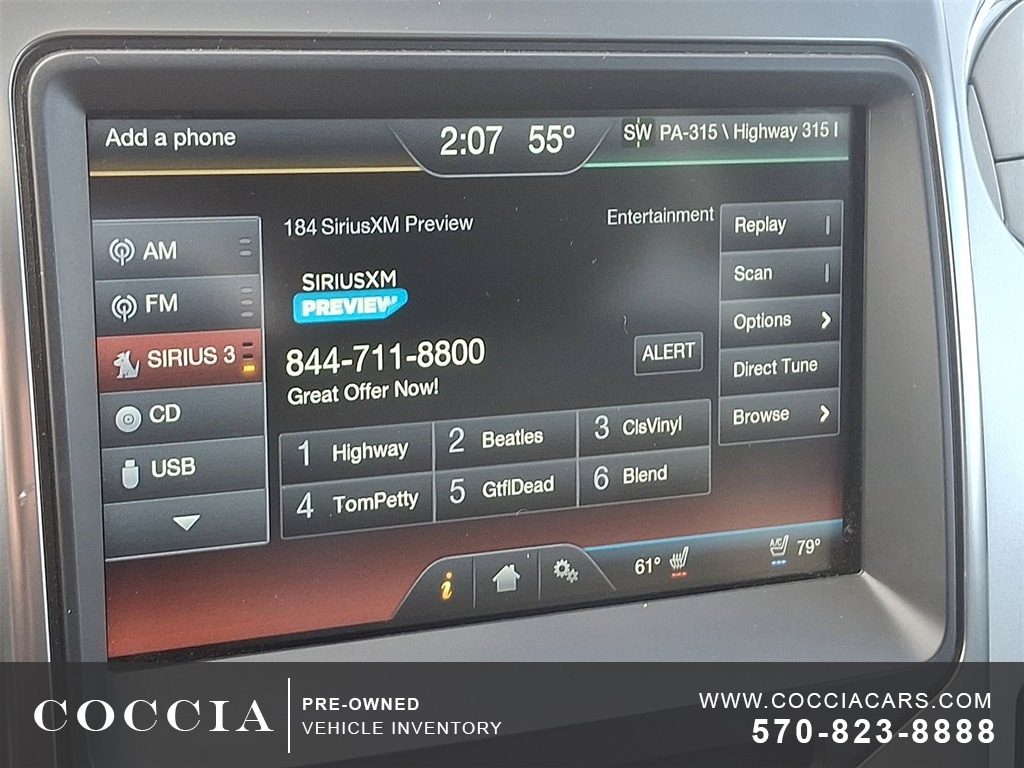 Add a phone
2:07 55°
SW PA-315 \ Highway 315 I
184 SiriusXM Preview
Entertainment
SIRIUSXM
PREVIEW
844-711-8800
Great Offer Now!
ALERT
AM
FM
SIRIUS 3
CD
USB
Replay
Scan
Options
Direct Tune
Browse
1 Highway
2 Beatles
3 ClsVinyl
4 TomPetty
5 GtflDead
6 Blend
i
61°
A/C
79°
COCCIA
PRE-OWNED
VEHICLE INVENTORY
WWW.COCCIACARS.COM
570-823-8888